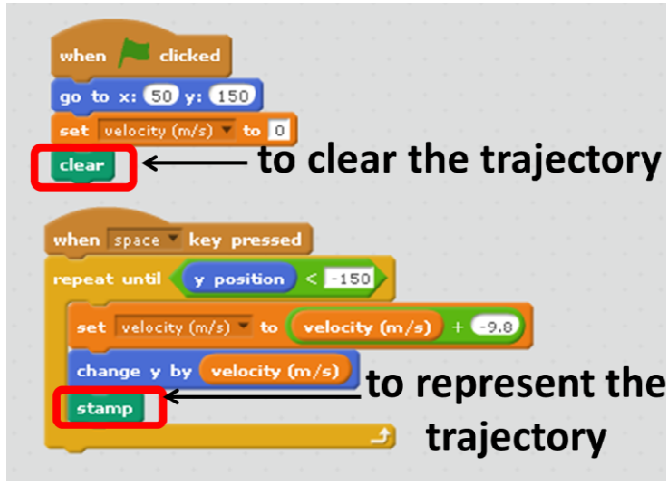 when clicked
go to x: 50 y: 150
set velocity (m/s) to 0
clear
to clear the trajectory
when space key pressed
repeat until y position < -150
set velocity (m/s) to velocity (m/s) + -9.8
change y by velocity (m/s)
stamp
to represent the
trajectory